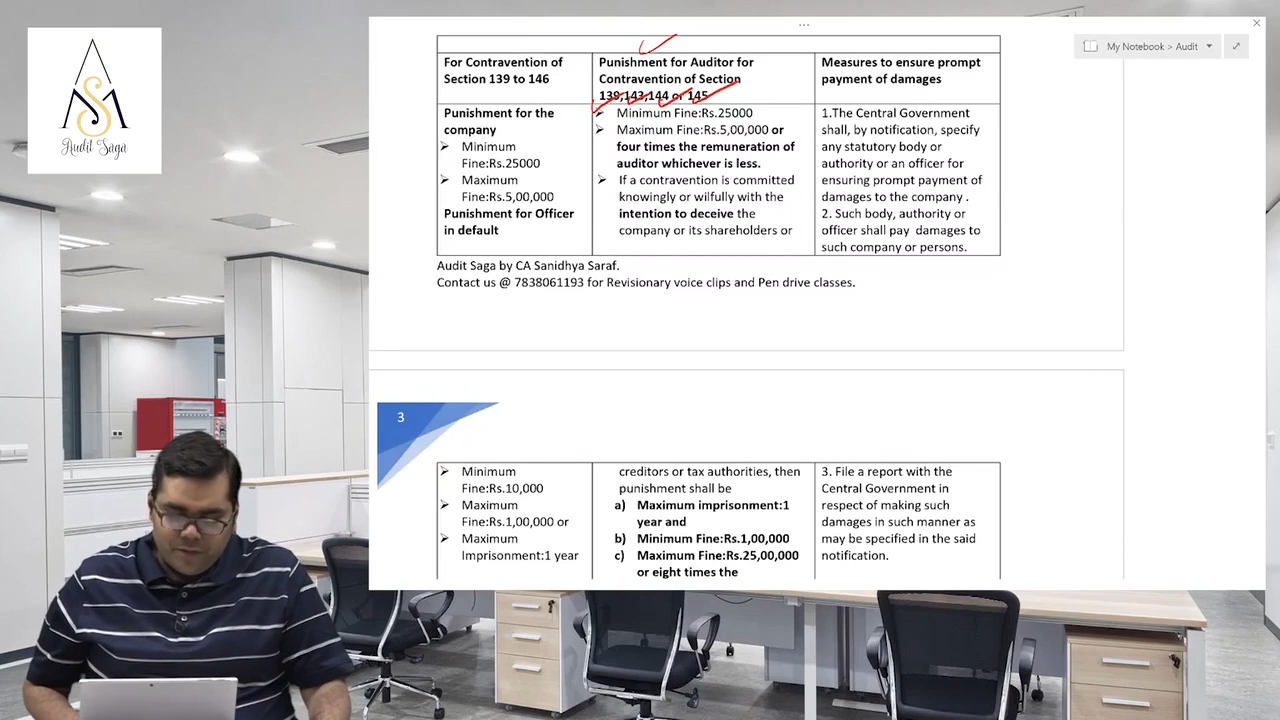 Audit Saga
My Notebook > Audit
For Contravention of
Section 139 to 146
Punishment for Auditor for
Contravention of Section
139,143,144 or 145
Measures to ensure prompt
payment of damages
Punishment for the
company
➢ Minimum
Fine:Rs.25000
➢ Maximum
Fine:Rs.5,00,000
Punishment for Officer
in default
➢ Minimum Fine:Rs.25000
➢ Maximum Fine:Rs.5,00,000 or
four times the remuneration of
auditor whichever is less.
➢ If a contravention is committed
knowingly or wilfully with the
intention to deceive the
company or its shareholders or
1.The Central Government
shall, by notification, specify
any statutory body or
authority or an officer for
ensuring prompt payment of
damages to the company .
2. Such body, authority or
officer shall pay damages to
such company or persons.
Audit Saga by CA Sanidhya Saraf.
Contact us @ 7838061193 for Revisionary voice clips and Pen drive classes.
3
➢ Minimum
Fine:Rs.10,000
➢ Maximum
Fine:Rs.1,00,000 or
➢ Maximum
Imprisonment:1 year
creditors or tax authorities, then
punishment shall be
a) Maximum imprisonment:1
year and
b) Minimum Fine:Rs.1,00,000
c) Maximum Fine:Rs.25,00,000
or eight times the
3. File a report with the
Central Government in
respect of making such
damages in such manner as
may be specified in the said
notification.